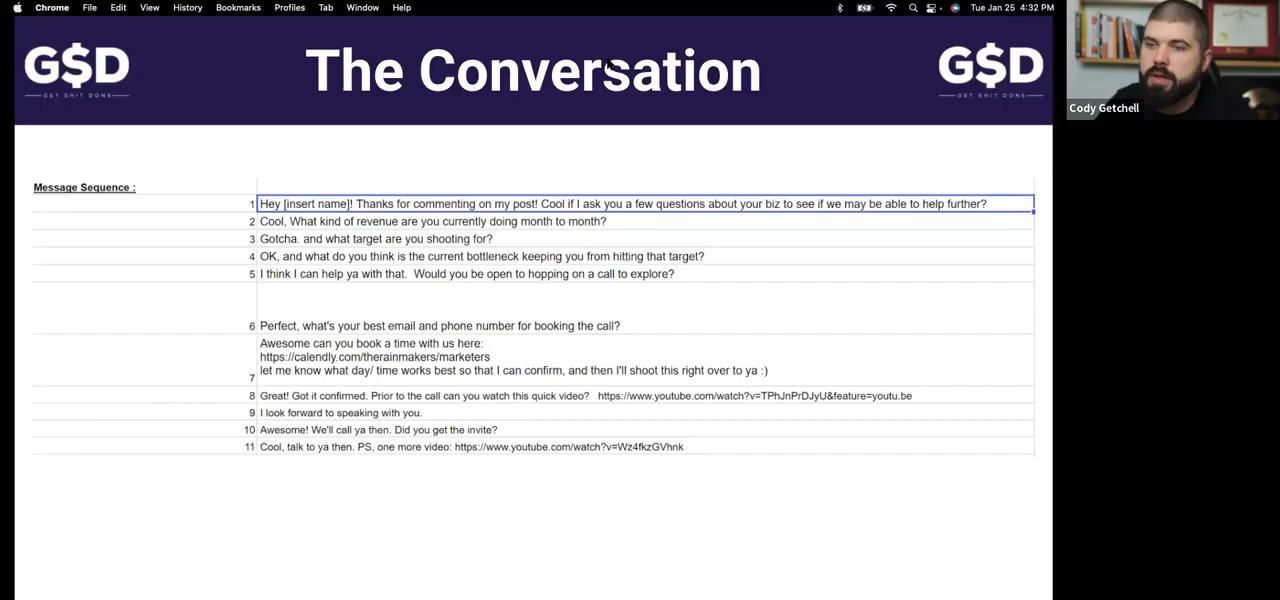 Chrome File Edit View History Bookmarks Profiles Tab Window Help Tue Jan 25 4:32 PM
G$D
GET SHIT DONE
The Conversation
G$D
GET SHIT DONE
Cody Getchell
Message Sequence :
1 Hey [insert name]! Thanks for commenting on my post! Cool if I ask you a few questions about your biz to see if we may be able to help further?
2 Cool, What kind of revenue are you currently doing month to month?
3 Gotcha. and what target are you shooting for?
4 OK, and what do you think is the current bottleneck keeping you from hitting that target?
5 I think I can help ya with that. Would you be open to hopping on a call to explore?
6 Perfect, what's your best email and phone number for booking the call?
Awesome can you book a time with us here:
https://calendly.com/therainmakers/marketers
7 let me know what day/ time works best so that I can confirm, and then I'll shoot this right over to ya :)
8 Great! Got it confirmed. Prior to the call can you watch this quick video? https://www.youtube.com/watch?v=TPhJnPrDJyU&feature=youtu.be
9 I look forward to speaking with you.
10 Awesome! We'll call ya then. Did you get the invite?
11 Cool, talk to ya then. PS, one more video: https://www.youtube.com/watch?v=Wz4fkzGVhnk